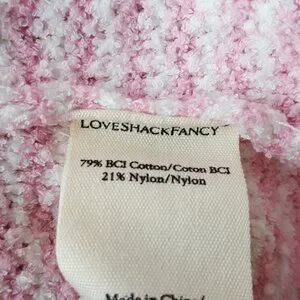 LOVESHACKFANCY
79% BCI Cotton/Coton BCI
21% Nylon/Nylon
Made in China/